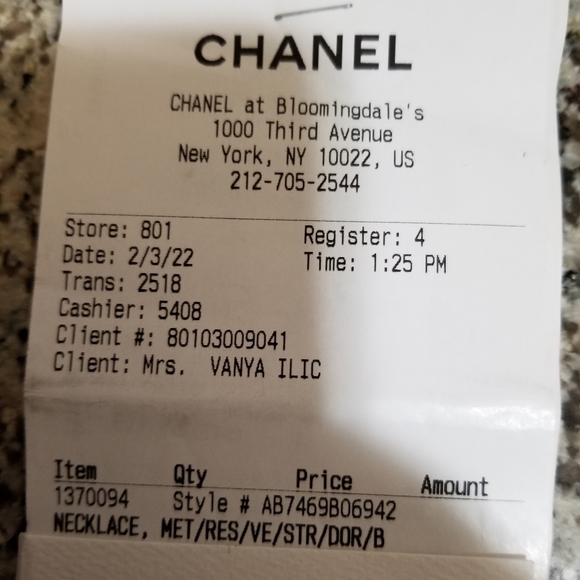 CHANEL
CHANEL at Bloomingdale's
1000 Third Avenue
New York, NY 10022, US
212-705-2544
Store: 801 Register: 4
Date: 2/3/22 Time: 1:25 PM
Trans: 2518
Cashier: 5408
Client #: 80103009041
Client: Mrs. VANYA ILIC
Item Qty Price Amount
1370094 Style # AB7469B06942
NECKLACE, MET/RES/VE/STR/DOR/B